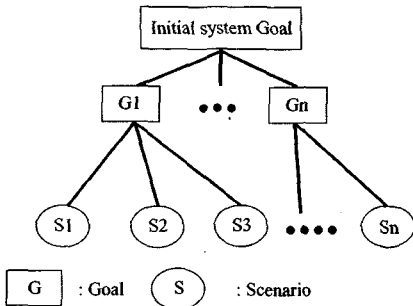 Initial system Goal
G1 ••• Gn
S1 S2 S3 •••• Sn
G : Goal S : Scenario